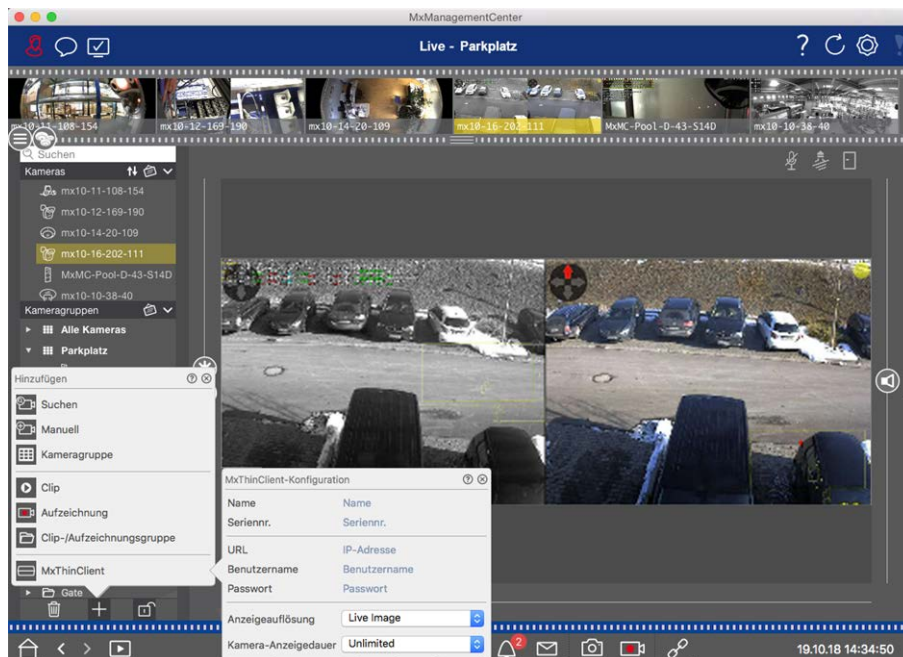 MxManagementCenter
Live - Parkplatz
mx10-11-108-154
mx10-12-169-190
mx10-14-20-109
mx10-16-202-111
MxMC-Pool-D-43-S14D
mx10-10-38-40
Suchen
Kameras
mx10-11-108-154
mx10-12-169-190
mx10-14-20-109
mx10-16-202-111
MxMC-Pool-D-43-S14D
mx10-10-38-40
Kameragruppen
Alle Kameras
Parkplatz
Hinzufügen
Suchen
Manuell
Kameragruppe
Clip
Aufzeichnung
Clip-/Aufzeichnungsgruppe
MxThinClient
Gate
MxThinClient-Konfiguration
Name Name
Seriennr. Seriennr.
URL IP-Adresse
Benutzername Benutzername
Passwort Passwort
Anzeigeauflösung Live Image
Kamera-Anzeigedauer Unlimited
2
19.10.18 14:34:50